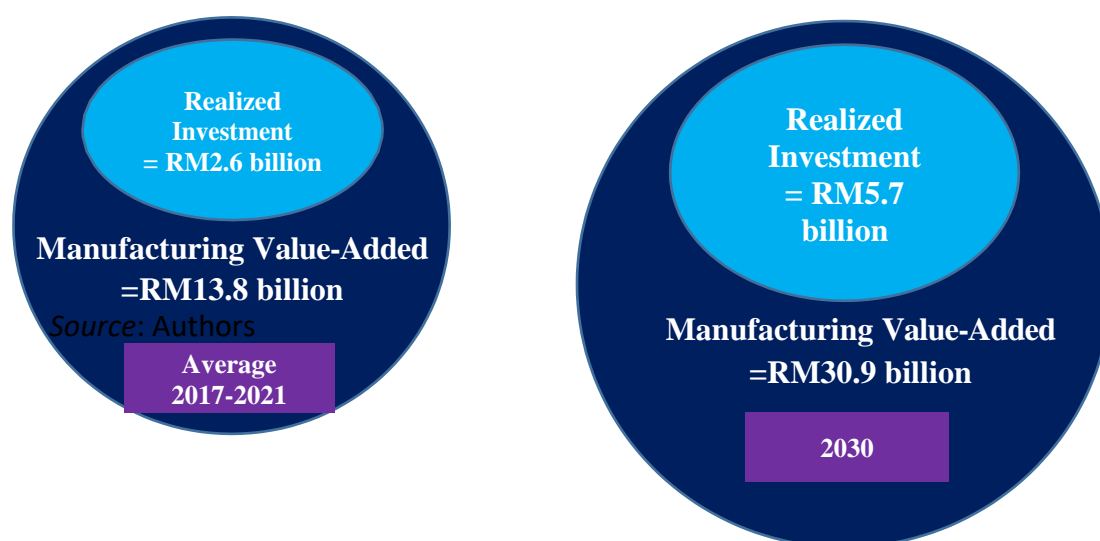 Realized
Investment
= RM2.6 billion
Manufacturing Value-Added
=RM13.8 billion
Source: Authors
Average
2017-2021
Realized
Investment
= RM5.7
billion
Manufacturing Value-Added
=RM30.9 billion
2030